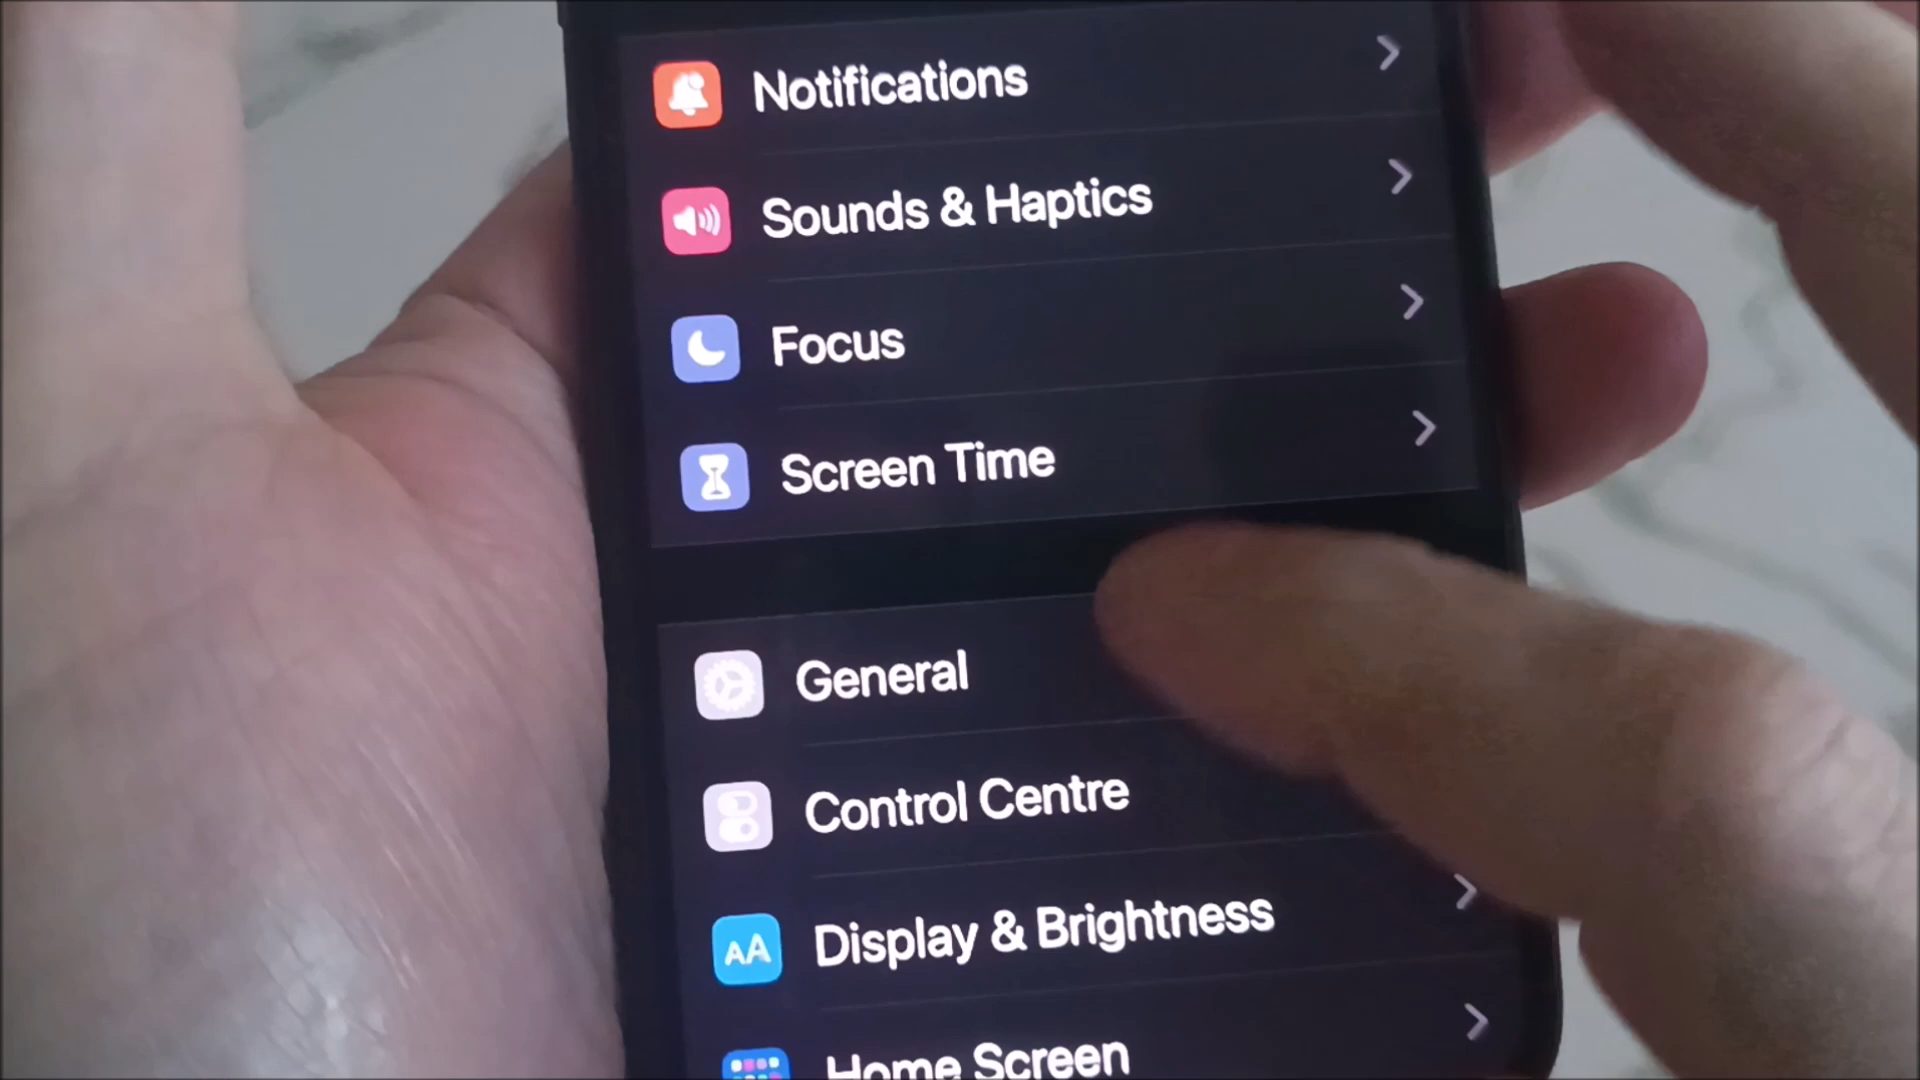 Notifications
Sounds & Haptics
Focus
Screen Time
General
Control Centre
AA Display & Brightness
Home Screen